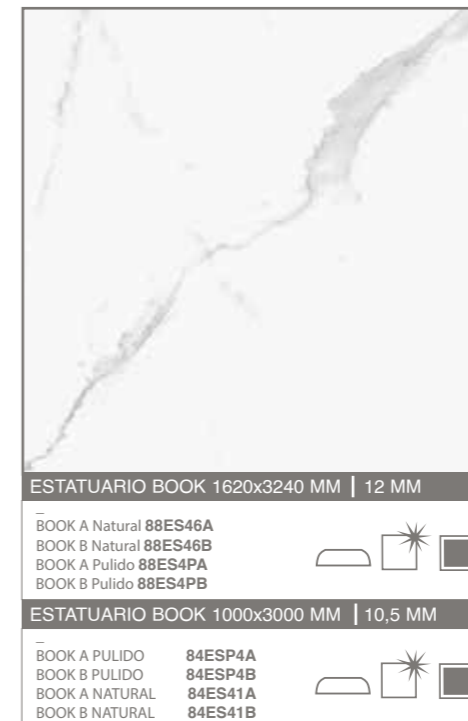 ESTATUARIO BOOK 1620x3240 MM | 12 MM
–
BOOK A Natural 88ES46A
BOOK B Natural 88ES46B
BOOK A Pulido 88ES4PA
BOOK B Pulido 88ES4PB
ESTATUARIO BOOK 1000x3000 MM | 10,5 MM
–
BOOK A PULIDO 84ESP4A
BOOK B PULIDO 84ESP4B
BOOK A NATURAL 84ES41A
BOOK B NATURAL 84ES41B